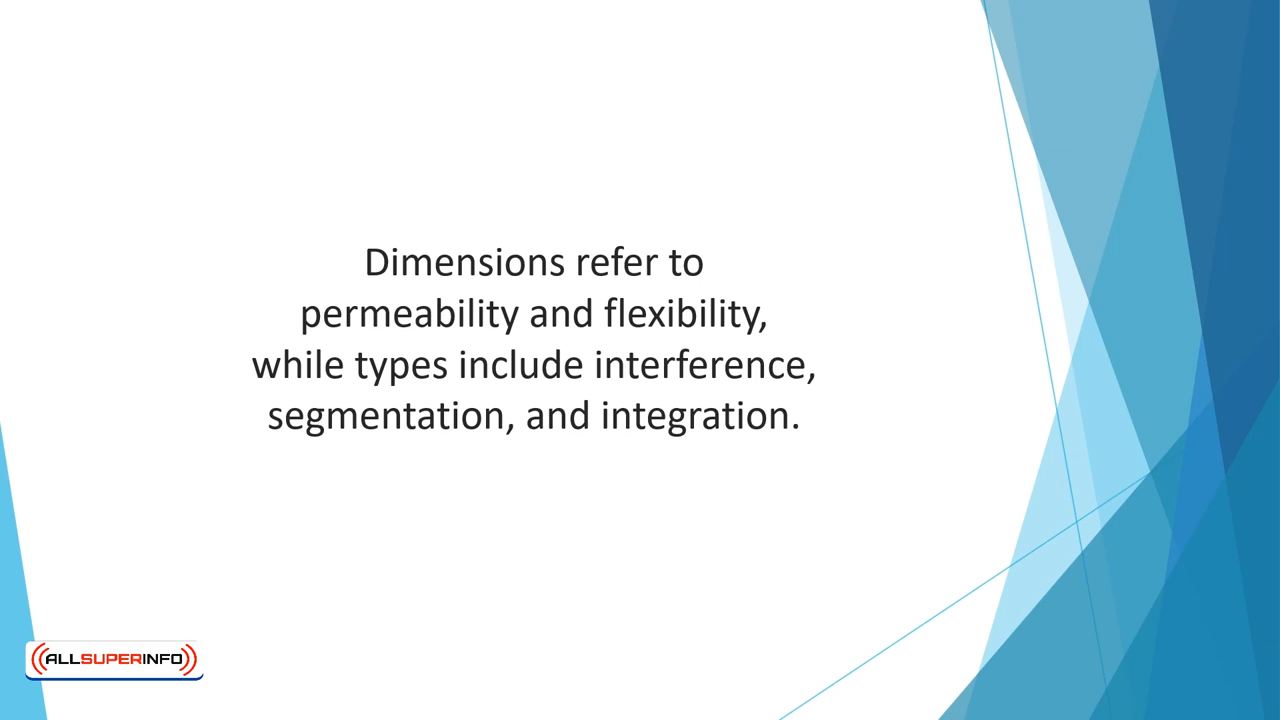 Dimensions refer to
permeability and flexibility,
while types include interference,
segmentation, and integration.
ALLSUPERINFO